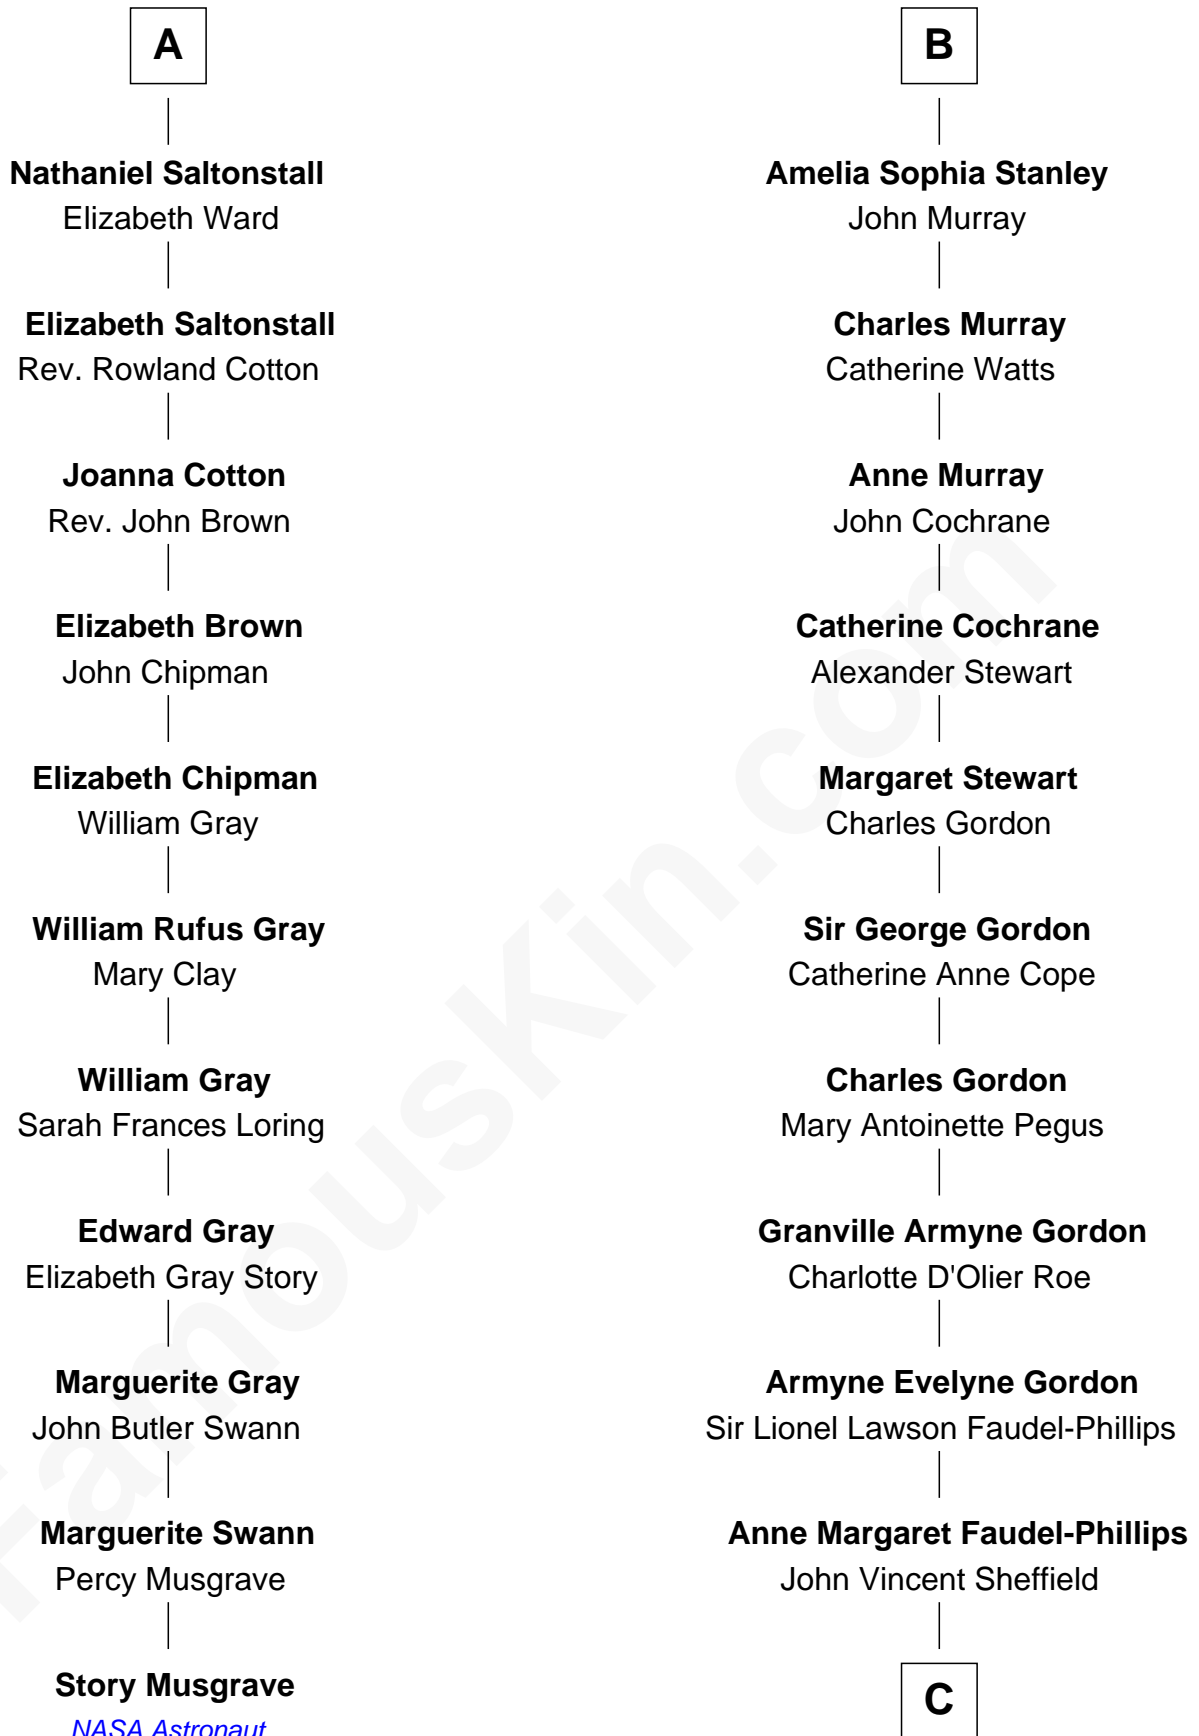 A
Nathaniel Saltonstall
Elizabeth Ward
Elizabeth Saltonstall
Rev. Rowland Cotton
Joanna Cotton
Rev. John Brown
Elizabeth Brown
John Chipman
Elizabeth Chipman
William Gray
William Rufus Gray
Mary Clay
William Gray
Sarah Frances Loring
Edward Gray
Elizabeth Gray Story
Marguerite Gray
John Butler Swann
Marguerite Swann
Percy Musgrave
Story Musgrave
NASA Astronaut
B
Amelia Sophia Stanley
John Murray
Charles Murray
Catherine Watts
Anne Murray
John Cochrane
Catherine Cochrane
Alexander Stewart
Margaret Stewart
Charles Gordon
Sir George Gordon
Catherine Anne Cope
Charles Gordon
Mary Antoinette Pegus
Granville Armyne Gordon
Charlotte D'Olier Roe
Armyne Evelyne Gordon
Sir Lionel Lawson Faudel-Phillips
Anne Margaret Faudel-Phillips
John Vincent Sheffield
C
FamousKin.com